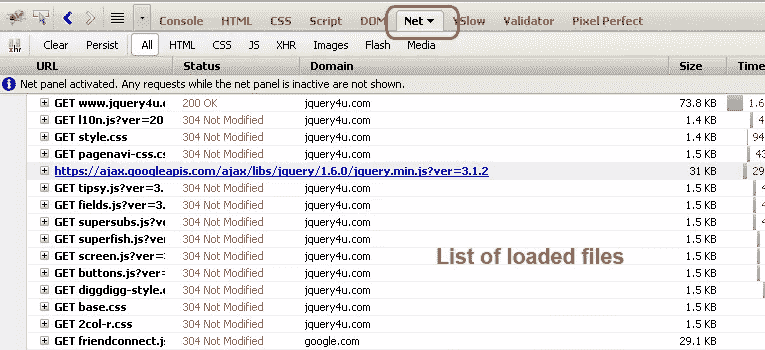 Console HTML CSS Script DOM Net YSlow Validator Pixel Perfect
xhr Clear Persist All HTML CSS JS XHR Images Flash Media
URL Status Domain Size Time
Net panel activated. Any requests while the net panel is inactive are not shown.
GET www.jquery4u.c 200 OK jquery4u.com 73.8 KB 1.6
GET l10n.js?ver=20 304 Not Modified jquery4u.com 1.4 KB 4
GET style.css 304 Not Modified jquery4u.com 1.4 KB 94
GET pagenavi-css.cs 304 Not Modified jquery4u.com 1.5 KB 43
https://ajax.googleapis.com/ajax/libs/jquery/1.6.0/jquery.min.js?ver=3.1.2 31 KB 29
GET tipsy.js?ver=3. 304 Not Modified jquery4u.com 1.5 KB
GET fields.js?ver=3. 304 Not Modified jquery4u.com 1.5 KB
GET supersubs.js?v 304 Not Modified jquery4u.com 1.5 KB
GET superfish.js?ve 304 Not Modified jquery4u.com 1.5 KB
GET screen.js?ver=3 304 Not Modified jquery4u.com 1.5 KB
List of loaded files
GET buttons.js?ver= 304 Not Modified jquery4u.com 1.5 KB
GET diggdigg-style.c 304 Not Modified jquery4u.com 1.5 KB
GET base.css 304 Not Modified jquery4u.com 1.5 KB
GET 2col-r.css 304 Not Modified jquery4u.com 1.5 KB
GET friendconnect.js 304 Not Modified google.com 29.1 KB